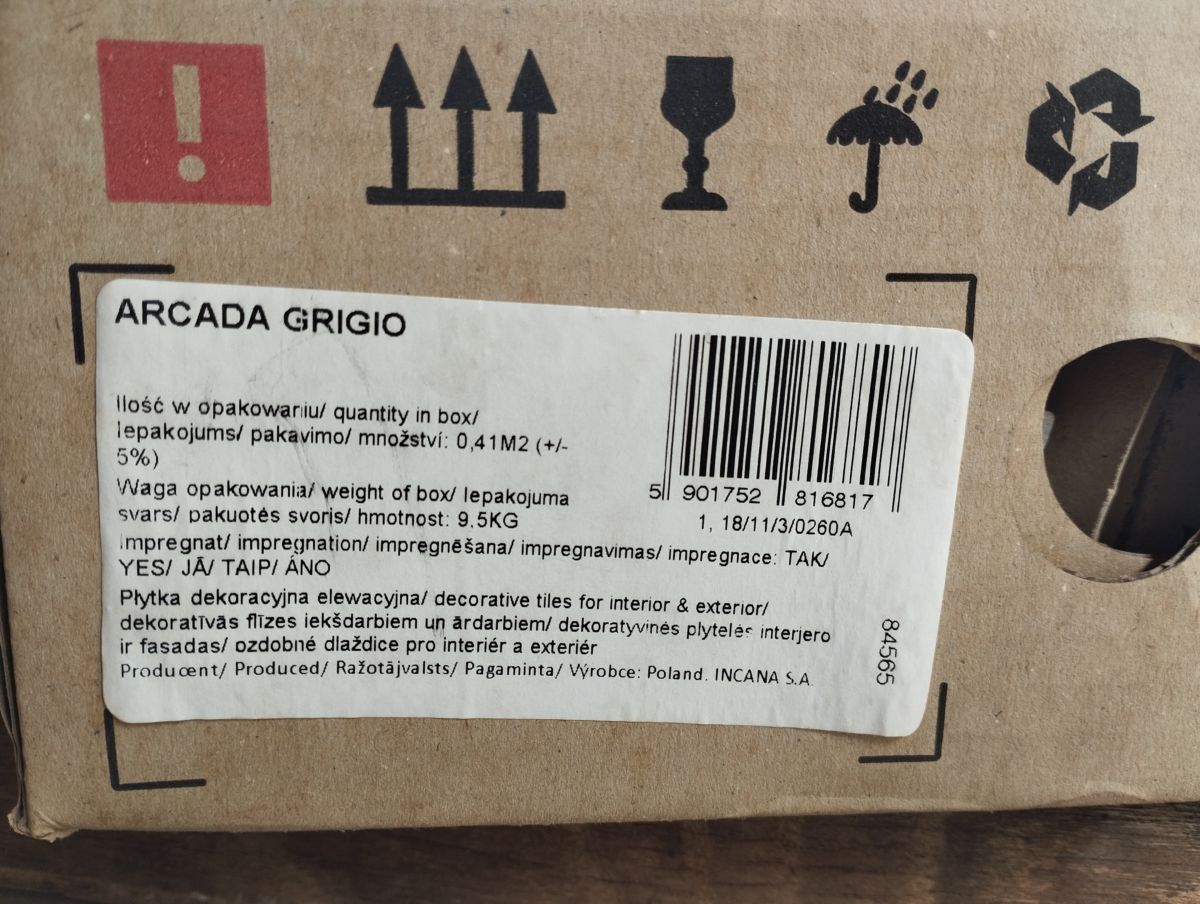 ARCADA GRIGIO
Ilość w opakowaniu/ quantity in box/
Iepakojums/ pakavimo/ množství: 0,41M2 (+/-
5%)
Waga opakowania/ weight of box/ Iepakojuma
svars/ pakuotės svoris/ hmotnost: 9.5KG
Impregnat/ impregnation/ impregnēšana/ impregnavimas/ impregnace: TAK/
YES/ JĀ/ TAIP/ ÁNO
Płytka dekoracyjna elewacyjna/ decorative tiles for interior & exterior/
dekoratīvās flīzes iekšdarbiem un ārdarbiem/ dekoratyvinės plytelės interjero
ir fasadas/ ozdobné dlaždice pro interiér a exteriér
Producent/ Produced/ Ražotājvalsts/ Pagaminta/ Výrobce: Poland. INCANA S.A.
5 901752 816817
1, 18/11/3/0260A
84565